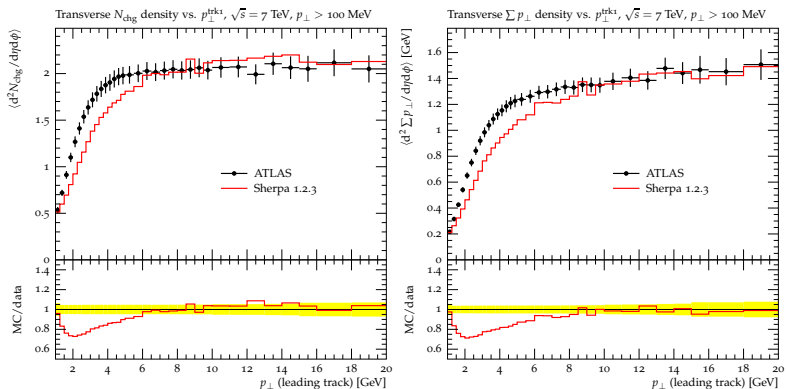 Transverse N_chg density vs. p_⊥^trk1, √s = 7 TeV, p_⊥ > 100 MeV
⟨d²N_chg/dηdϕ⟩
2
1.5
1
0.5
0
ATLAS
Sherpa 1.2.3
MC/data
1.4
1.2
1
0.8
0.6
2 4 6 8 10 12 14 16 18 20
p_⊥ (leading track) [GeV]
Transverse ∑ p_⊥ density vs. p_⊥^trk1, √s = 7 TeV, p_⊥ > 100 MeV
⟨d² ∑ p_⊥/dηdϕ⟩ [GeV]
1.6
1.4
1.2
1
0.8
0.6
0.4
0.2
0
ATLAS
Sherpa 1.2.3
MC/data
1.4
1.2
1
0.8
0.6
2 4 6 8 10 12 14 16 18 20
p_⊥ (leading track) [GeV]